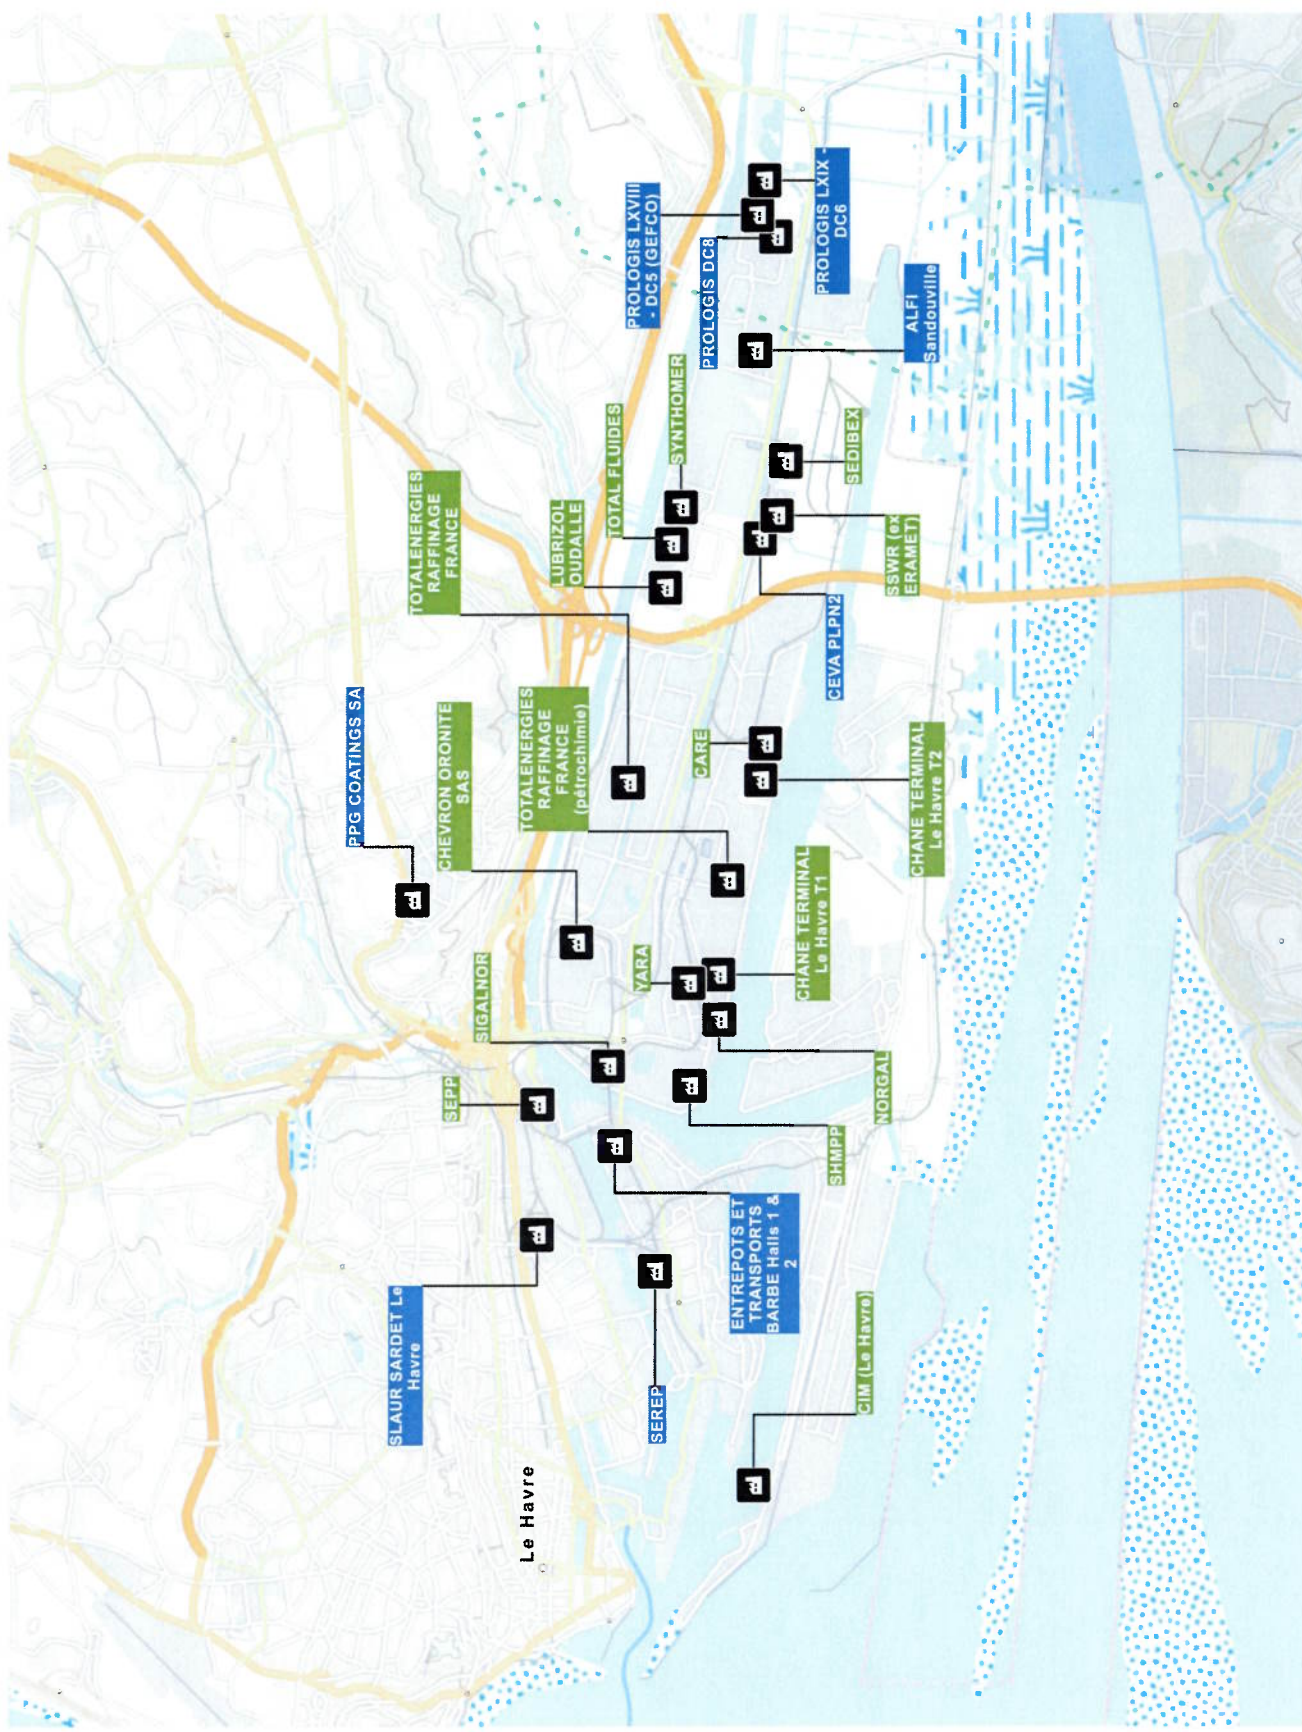 PROLOGIS LXVIII
- DC5 (GEFCO)
PROLOGIS DC8
PROLOGIS LXIX -
DC6
ALFI
Sandouville
SYNTHOMER
TOTAL FLUIDES
LUBRIZOL
OUDALLE
TOTALENERGIES
RAFFINAGE
FRANCE
SEDIBEX
SSWR (ex
ERAMET)
CEVA PLPN2
PPG COATINGS SA
CHEVRON ORONITE
SAS
TOTALENERGIES
RAFFINAGE
FRANCE
(pétrochimie)
CARE
CHANE TERMINAL
Le Havre T2
CHANE TERMINAL
Le Havre T1
YARA
SIGALNOR
SEPP
NORGAL
SHMPP
ENTREPOTS ET
TRANSPORTS
BARBE Halls 1 &
2
SLAUR SARDET Le
Havre
SEREP
CIM (Le Havre)
Le Havre